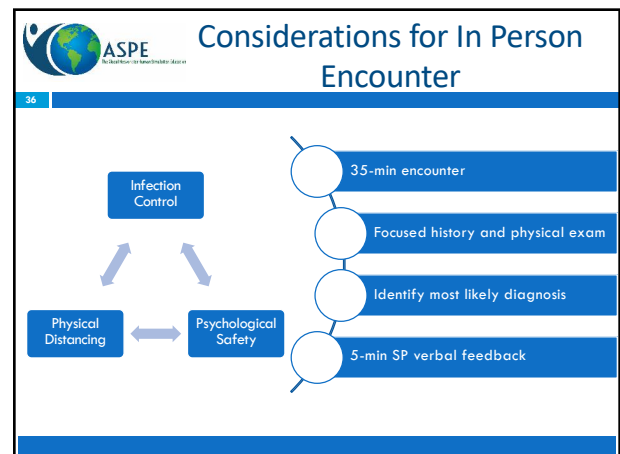 ASPE
Considerations for In Person
Encounter
36
Infection
Control
Physical
Distancing
Psychological
Safety
35-min encounter
Focused history and physical exam
Identify most likely diagnosis
5-min SP verbal feedback